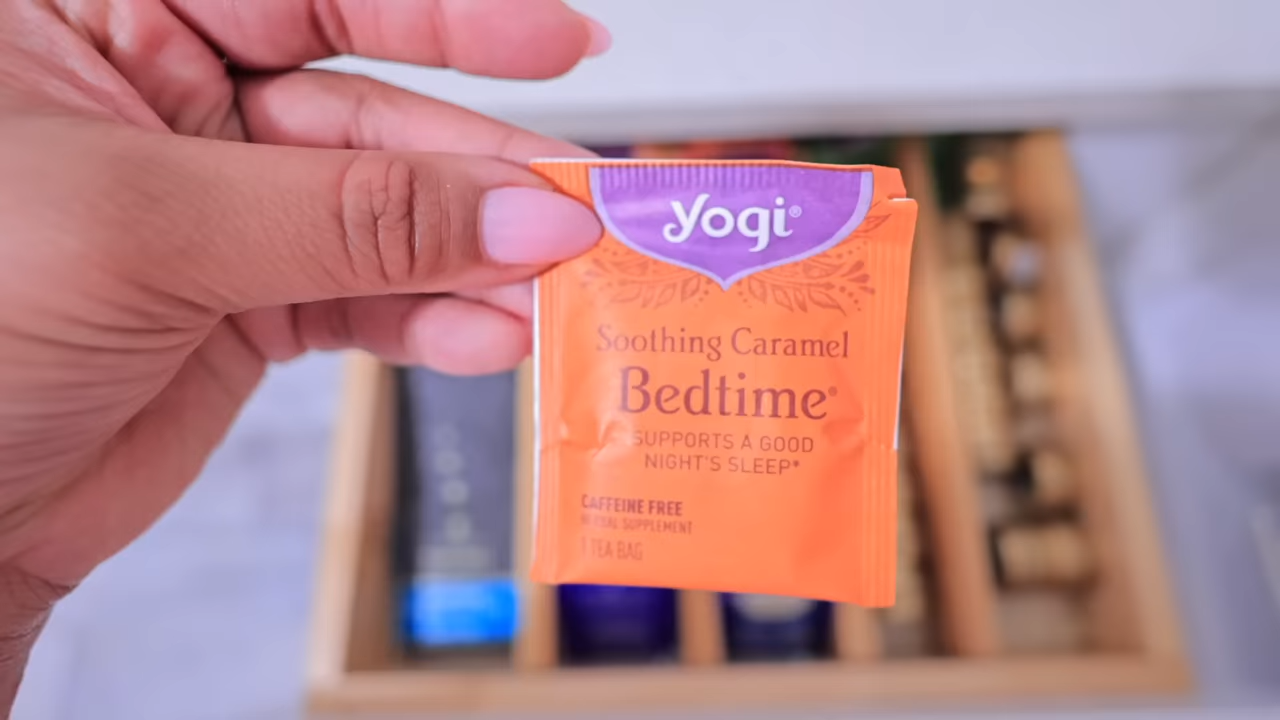 yogi®
Soothing Caramel
Bedtime®
SUPPORTS A GOOD
NIGHT'S SLEEP*
CAFFEINE FREE
HERBAL SUPPLEMENT
1 TEA BAG